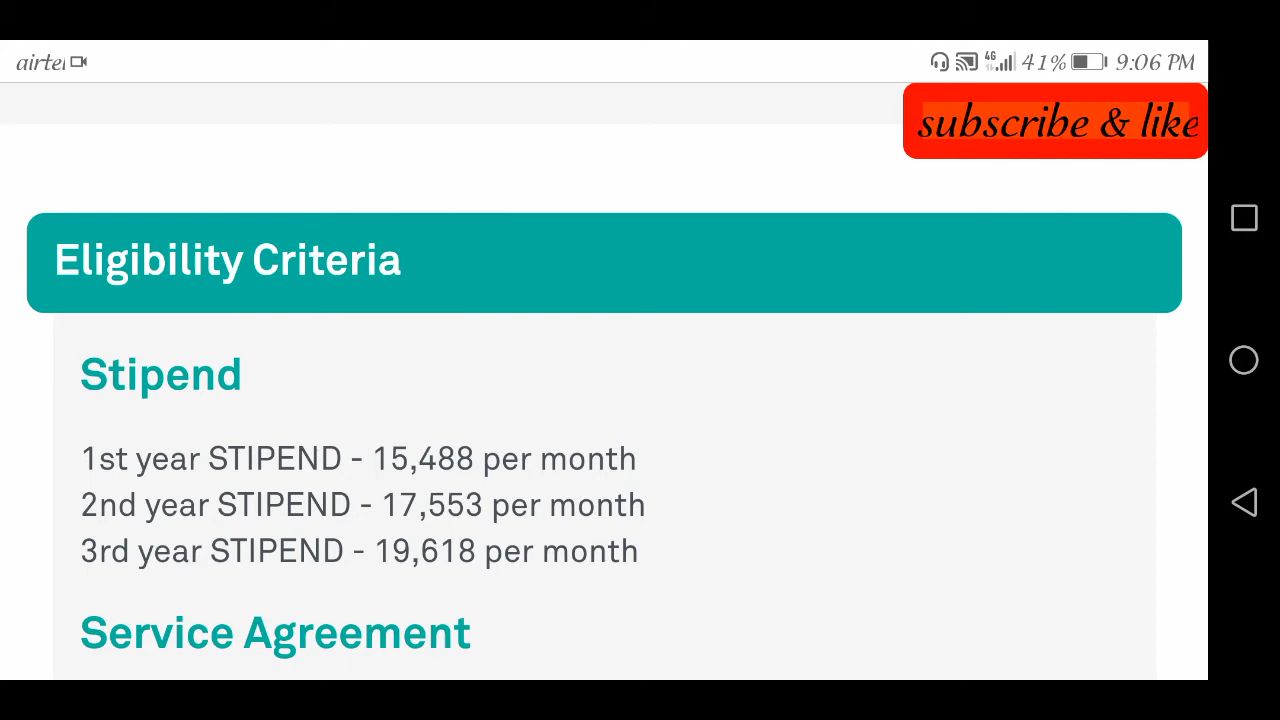 airtel
4G 41% 9:06 PM
subscribe & like
Eligibility Criteria
Stipend
1st year STIPEND - 15,488 per month
2nd year STIPEND - 17,553 per month
3rd year STIPEND - 19,618 per month
Service Agreement